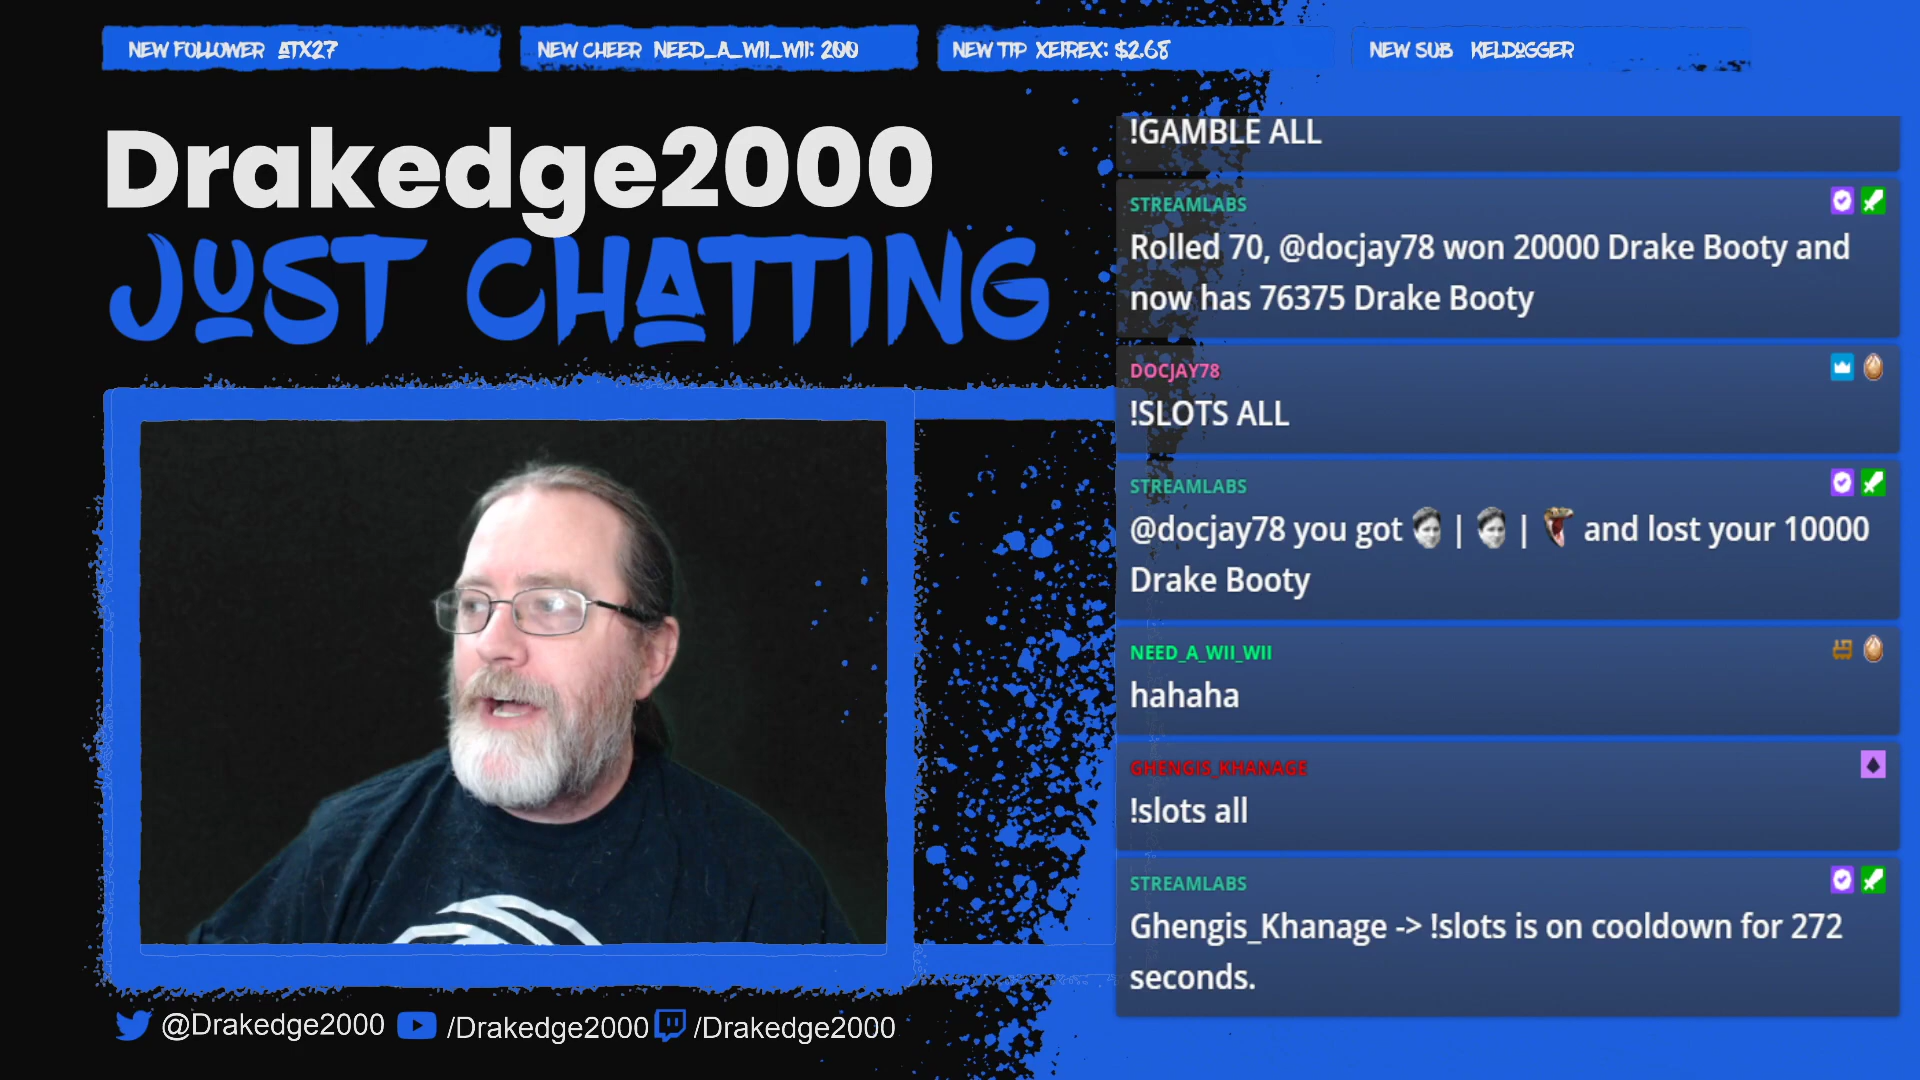 NEW FOLLOWER ATX27
NEW CHEER NEED_A_WII_WII: 200
NEW TIP XEIREX: $2.68
NEW SUB KELDOGGER
Drakedge2000
JUST CHATTING
!GAMBLE ALL
STREAMLABS
Rolled 70, @docjay78 won 20000 Drake Booty and
now has 76375 Drake Booty
DOCJAY78
!SLOTS ALL
STREAMLABS
@docjay78 you got | | and lost your 10000
Drake Booty
NEED_A_WII_WII
hahaha
GHENGIS_KHANAGE
!slots all
STREAMLABS
Ghengis_Khanage -> !slots is on cooldown for 272
seconds.
@Drakedge2000 /Drakedge2000 /Drakedge2000